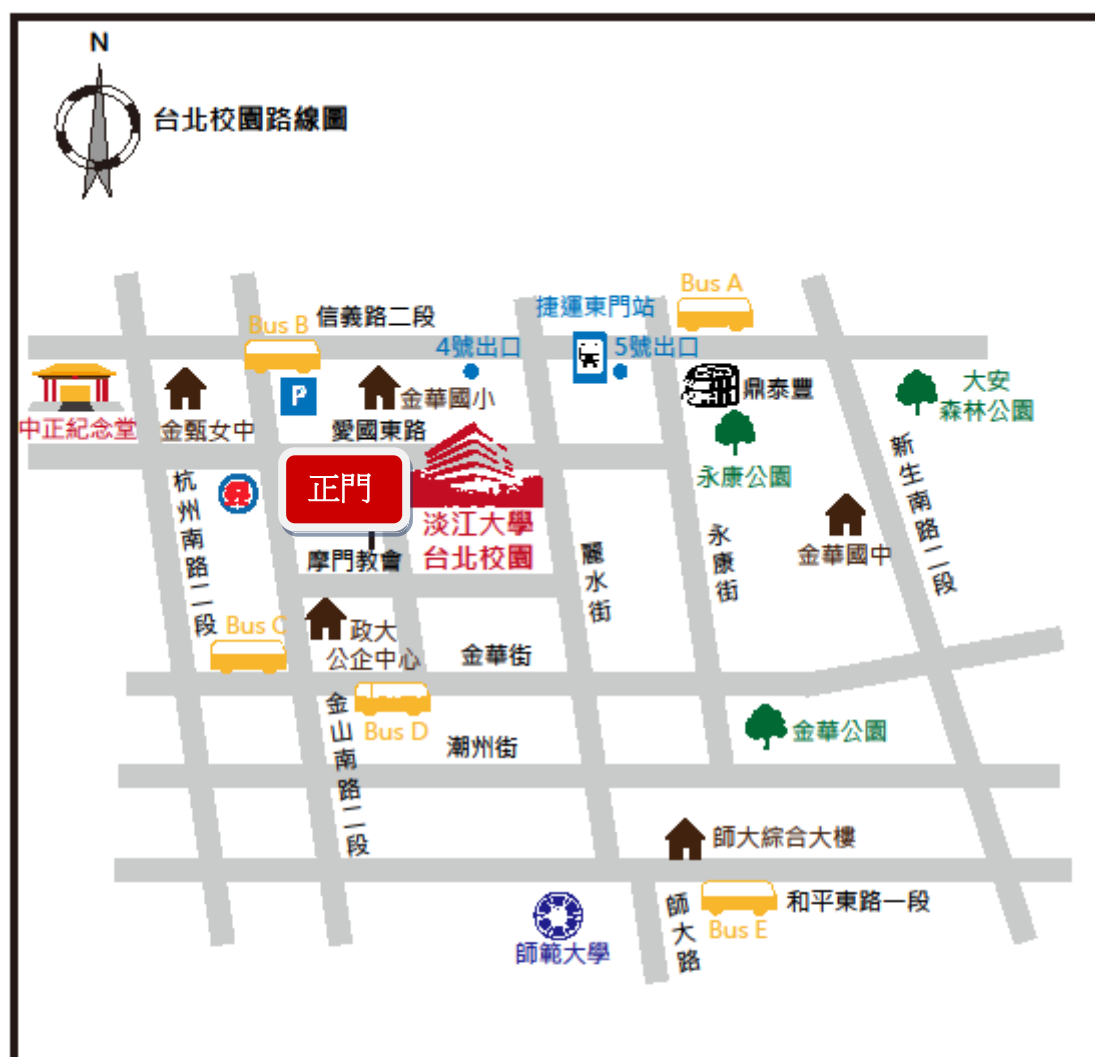 N
台北校園路線圖
Bus A
捷運東門站
信義路二段
Bus B
4號出口
5號出口
P
鼎泰豐
大安
森林公園
金華國小
中正紀念堂
金甌女中
愛國東路
永康公園
新生南路二段
正門
杭州南路二段
淡江大學
台北校園
永康街
麗水街
金華國中
摩門教會
Bus C
政大
公企中心
金華街
金山南路二段
Bus D
金華公園
潮州街
師大綜合大樓
師大路
Bus E
和平東路一段
師範大學